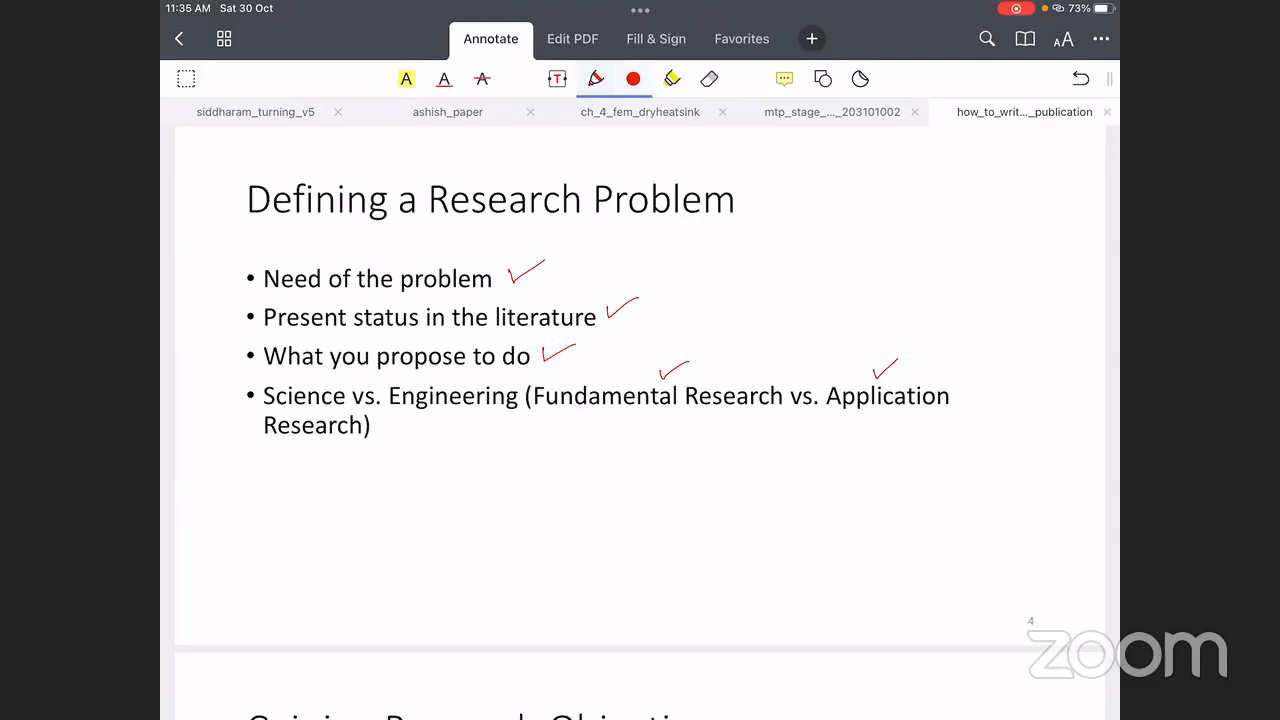 11:35 AM Sat 30 Oct
73%
Annotate Edit PDF Fill & Sign Favorites
AA
A A A T
siddharam_turning_v5 ashish_paper ch_4_fem_dryheatsink mtp_stage_..._203101002 how_to_writ..._publication
Defining a Research Problem
• Need of the problem
• Present status in the literature
• What you propose to do
• Science vs. Engineering (Fundamental Research vs. Application
Research)
4
zoom